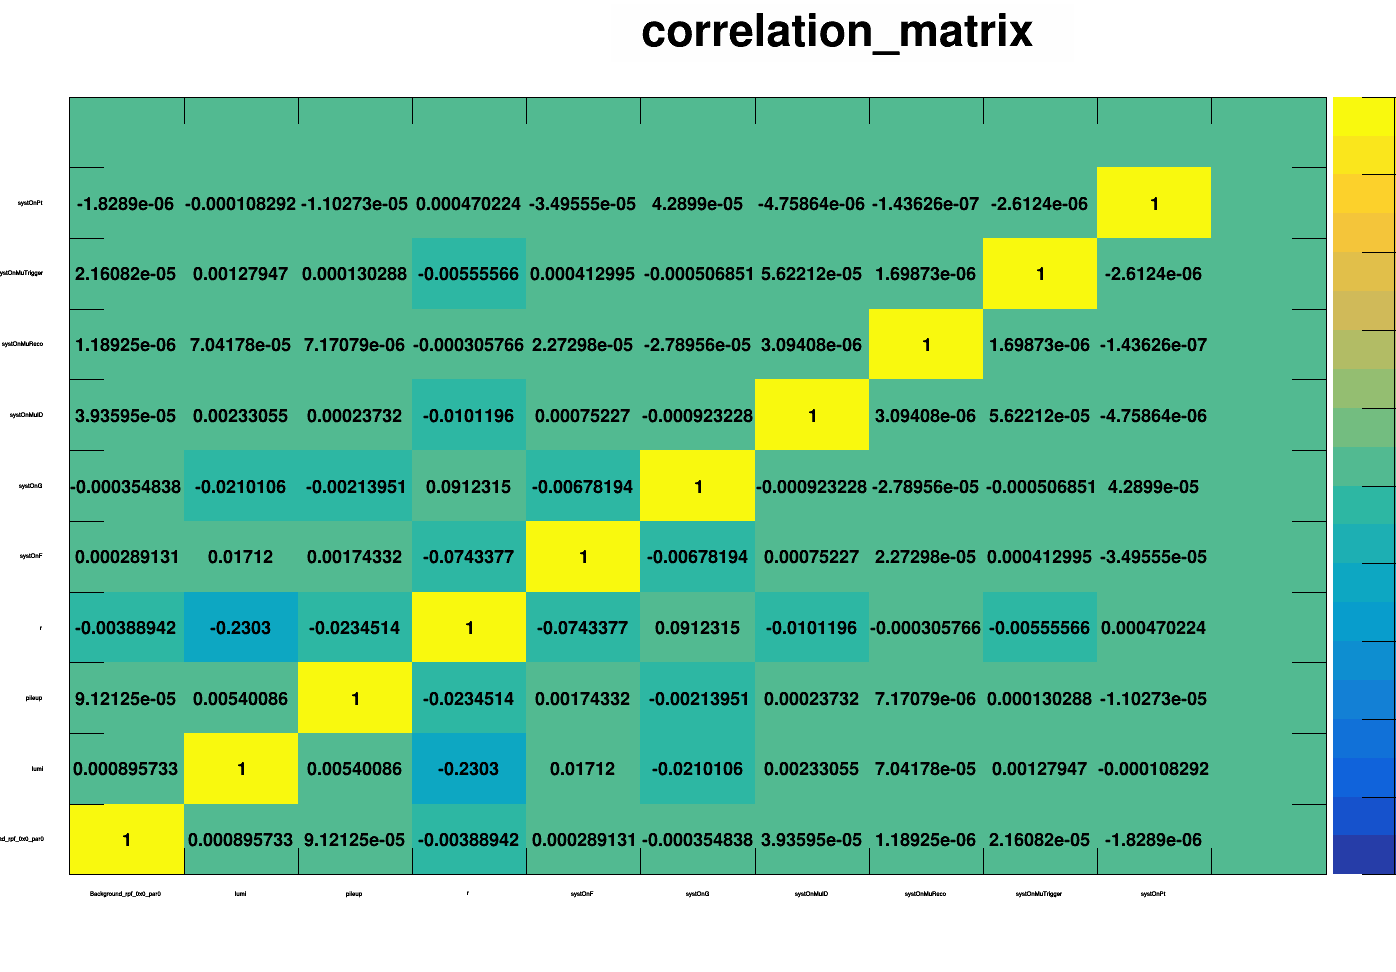 correlation_matrix
systOnPt -1.8289e-06 -0.000108292 -1.10273e-05 0.000470224 -3.49555e-05 4.2899e-05 -4.75864e-06 -1.43626e-07 -2.6124e-06 1
ystOnMuTrigger 2.16082e-05 0.00127947 0.000130288 -0.00555566 0.000412995 -0.000506851 5.62212e-05 1.69873e-06 1 -2.6124e-06
systOnMuReco 1.18925e-06 7.04178e-05 7.17079e-06 -0.000305766 2.27298e-05 -2.78956e-05 3.09408e-06 1 1.69873e-06 -1.43626e-07
systOnMuID 3.93595e-05 0.00233055 0.00023732 -0.0101196 0.00075227 -0.000923228 1 3.09408e-06 5.62212e-05 -4.75864e-06
systOnG -0.000354838 -0.0210106 -0.00213951 0.0912315 -0.00678194 1 -0.000923228 -2.78956e-05 -0.000506851 4.2899e-05
systOnF 0.000289131 0.01712 0.00174332 -0.0743377 1 -0.00678194 0.00075227 2.27298e-05 0.000412995 -3.49555e-05
r -0.00388942 -0.2303 -0.0234514 1 -0.0743377 0.0912315 -0.0101196 -0.000305766 -0.00555566 0.000470224
pileup 9.12125e-05 0.00540086 1 -0.0234514 0.00174332 -0.00213951 0.00023732 7.17079e-06 0.000130288 -1.10273e-05
lumi 0.000895733 1 0.00540086 -0.2303 0.01712 -0.0210106 0.00233055 7.04178e-05 0.00127947 -0.000108292
nd_rpf_0x0_par0 1 0.000895733 9.12125e-05 -0.00388942 0.000289131 -0.000354838 3.93595e-05 1.18925e-06 2.16082e-05 -1.8289e-06
Background_rpf_0x0_par0 lumi pileup r systOnF systOnG systOnMuID systOnMuReco systOnMuTrigger systOnPt